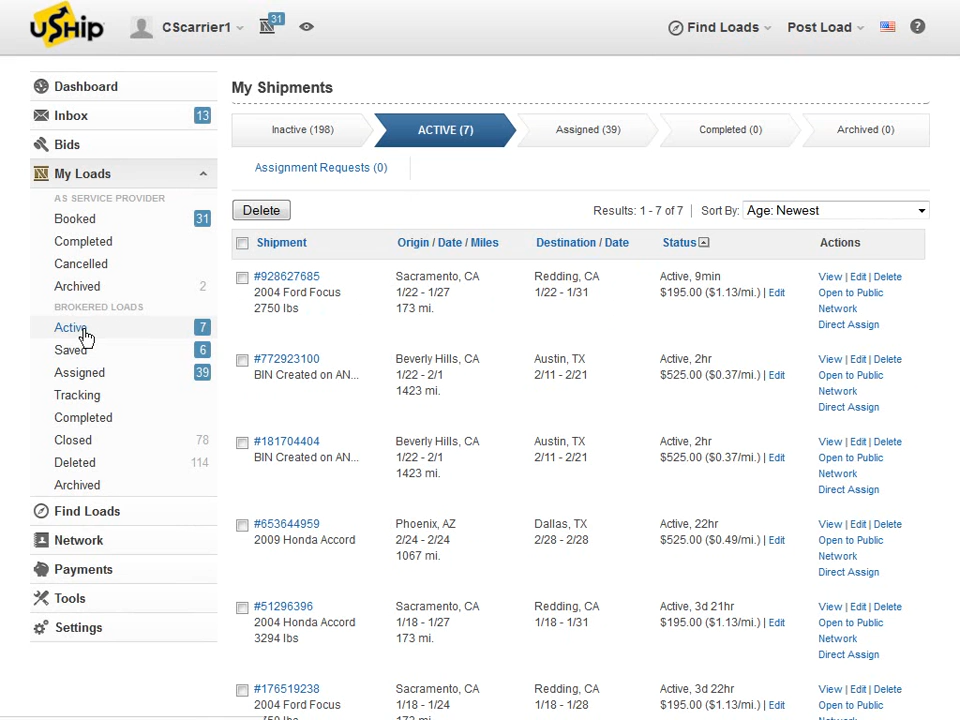 uShip
CScarrier1
31
Find Loads
Post Load
?
Dashboard
Inbox 13
Bids
My Loads
AS SERVICE PROVIDER
Booked 31
Completed
Cancelled
Archived 2
BROKERED LOADS
Active 7
Saved 6
Assigned 39
Tracking
Completed
Closed 78
Deleted 114
Archived
Find Loads
Network
Payments
Tools
Settings
My Shipments
Inactive (198) ACTIVE (7) Assigned (39) Completed (0) Archived (0)
Assignment Requests (0)
Delete Results: 1 - 7 of 7 | Sort By: Age: Newest
Shipment Origin / Date / Miles Destination / Date Status Actions
#928627685 Sacramento, CA Redding, CA Active, 9min View | Edit | Delete
2004 Ford Focus 1/22 - 1/27 1/22 - 1/31 $195.00 ($1.13/mi.) | Edit Open to Public
2750 lbs 173 mi. Network
Direct Assign
#772923100 Beverly Hills, CA Austin, TX Active, 2hr View | Edit | Delete
BIN Created on AN... 1/22 - 2/1 2/11 - 2/21 $525.00 ($0.37/mi.) | Edit Open to Public
1423 mi. Network
Direct Assign
#181704404 Beverly Hills, CA Austin, TX Active, 2hr View | Edit | Delete
BIN Created on AN... 1/22 - 2/1 2/11 - 2/21 $525.00 ($0.37/mi.) | Edit Open to Public
1423 mi. Network
Direct Assign
#653644959 Phoenix, AZ Dallas, TX Active, 22hr View | Edit | Delete
2009 Honda Accord 2/24 - 2/24 2/28 - 2/28 $525.00 ($0.49/mi.) | Edit Open to Public
1067 mi. Network
Direct Assign
#51296396 Sacramento, CA Redding, CA Active, 3d 21hr View | Edit | Delete
2004 Honda Accord 1/18 - 1/27 1/18 - 1/31 $195.00 ($1.13/mi.) | Edit Open to Public
3294 lbs 173 mi. Network
Direct Assign
#176519238 Sacramento, CA Redding, CA Active, 3d 22hr View | Edit | Delete
2004 Ford Focus 1/18 - 1/27 1/18 - 1/28 $195.00 ($1.13/mi.) | Edit Open to Public